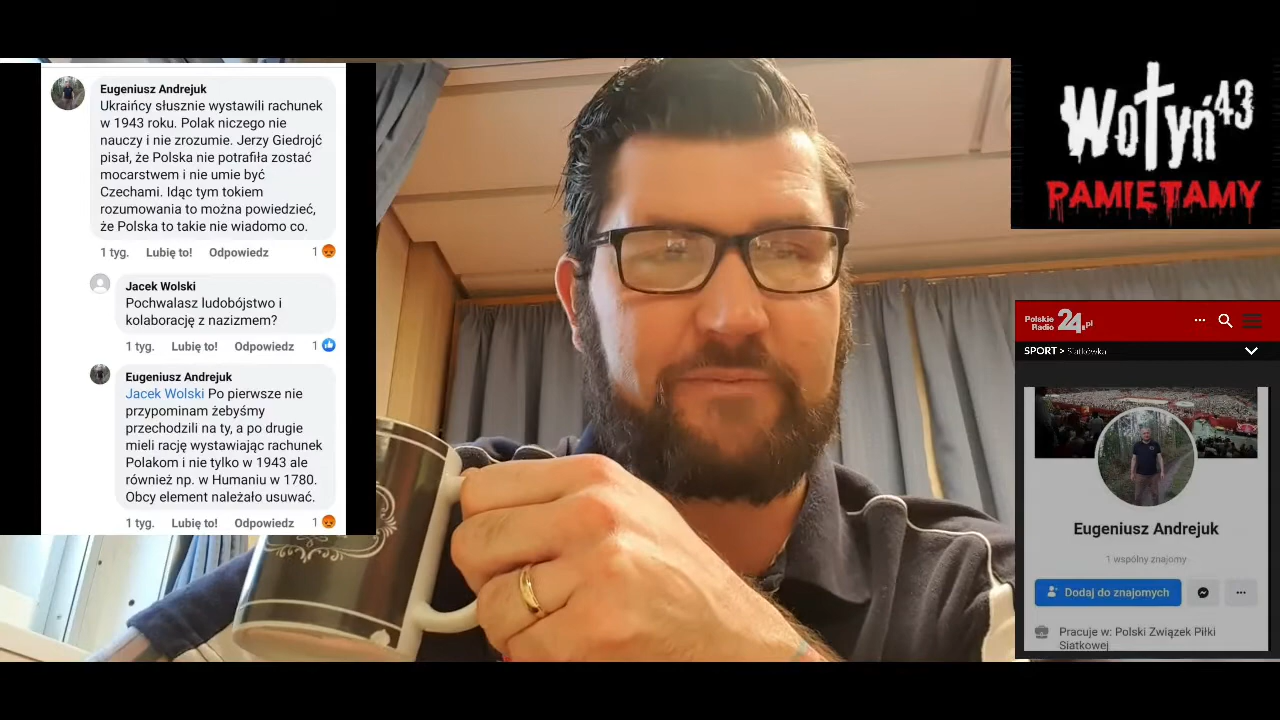 Eugeniusz Andrejuk
Ukraińcy słusznie wystawili rachunek
w 1943 roku. Polak niczego nie
nauczy i nie zrozumie. Jerzy Giedrojć
pisał, że Polska nie potrafiła zostać
mocarstwem i nie umie być
Czechami. Idąc tym tokiem
rozumowania to można powiedzieć,
że Polska to takie nie wiadomo co.
1 tyg. Lubię to! Odpowiedz 1
Jacek Wolski
Pochwalasz ludobójstwo i
kolaborację z nazizmem?
1 tyg. Lubię to! Odpowiedz 1
Eugeniusz Andrejuk
Jacek Wolski Po pierwsze nie
przypominam żebyśmy
przechodzili na ty, a po drugie
mieli rację wystawiając rachunek
Polakom i nie tylko w 1943 ale
również np. w Humaniu w 1780.
Obcy element należało usuwać.
1 tyg. Lubię to! Odpowiedz 1
Wołyń'43
PAMIĘTAMY
Polskie
Radio 24.pl
SPORT > Siatkówka
Eugeniusz Andrejuk
1 wspólny znajomy
Dodaj do znajomych
Pracuje w: Polski Związek Piłki
Siatkowej